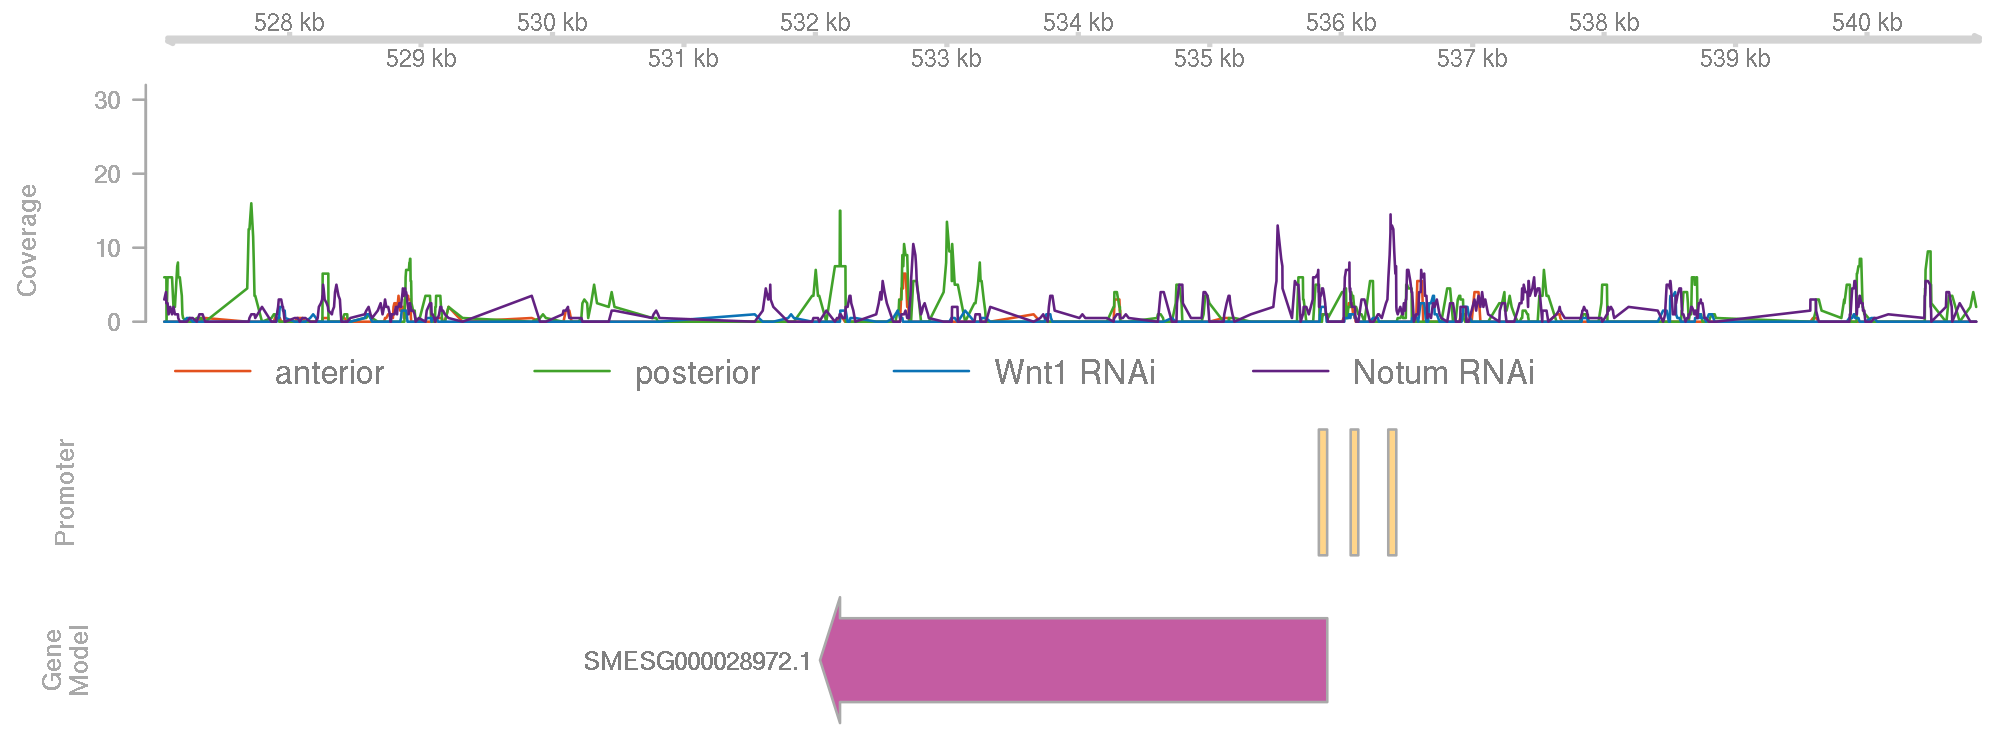 528 kb 530 kb 532 kb 534 kb 536 kb 538 kb 540 kb
529 kb 531 kb 533 kb 535 kb 537 kb 539 kb
30
20
10
0
Coverage
anterior posterior Wnt1 RNAi Notum RNAi
Promoter
Gene
Model
SMESG000028972.1